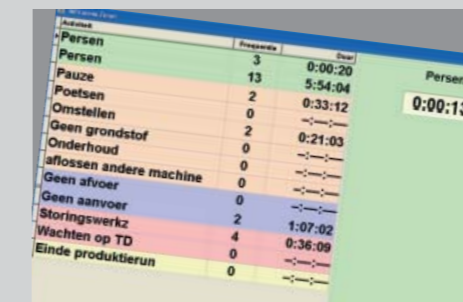 Activiteit Frequentie Duur
Persen 3 0:00:20 Persen
Persen 13 5:54:04 0:00:13
Pauze 2 0:33:12
Poetsen 0 --:--:--
Omstellen 2 0:21:03
Geen grondstof 0 --:--:--
Onderhoud 0 --:--:--
aflossen andere machine 0 --:--:--
Geen afvoer 0 --:--:--
Geen aanvoer 2 1:07:02
Storingswerkz 4 0:36:09
Wachten op TD 0 --:--:--
Einde produktierun 0 --:--:--